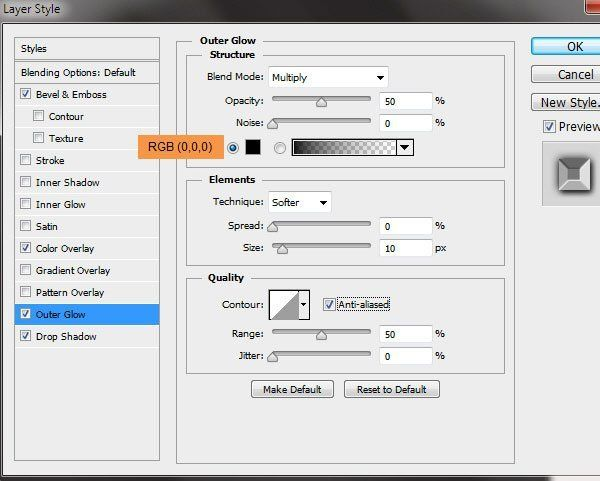 Layer Style
Styles
Blending Options: Default
Bevel & Emboss
Contour
Texture
Stroke
Inner Shadow
Inner Glow
Satin
Color Overlay
Gradient Overlay
Pattern Overlay
Outer Glow
Drop Shadow
Outer Glow
Structure
Blend Mode: Multiply
Opacity: 50 %
Noise: 0 %
RGB (0,0,0)
Elements
Technique: Softer
Spread: 0 %
Size: 10 px
Quality
Contour: Anti-aliased
Range: 50 %
Jitter: 0 %
Make Default Reset to Default
OK
Cancel
New Style..
Preview